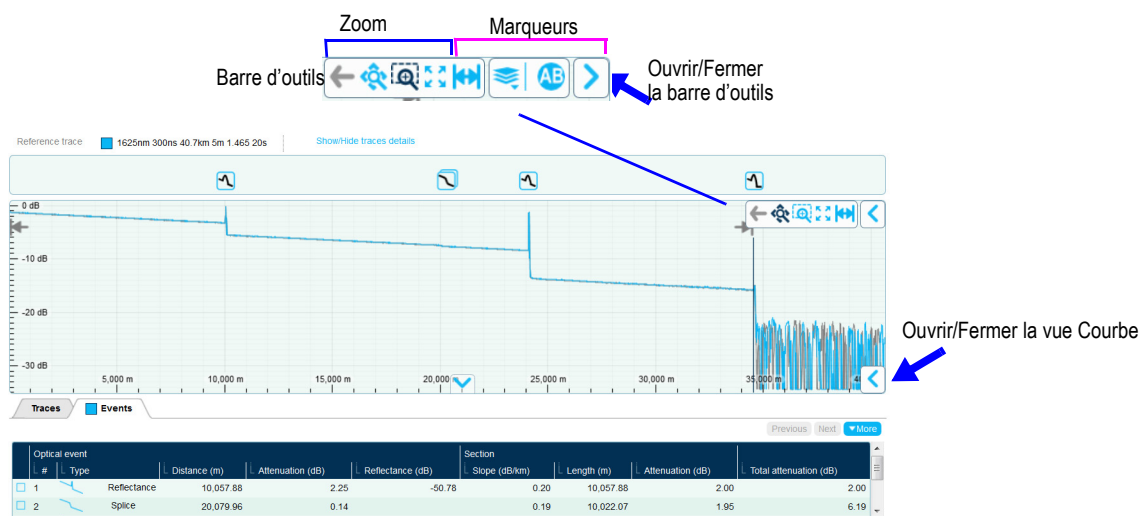 Zoom
Marqueurs
Barre d'outils
AB
Ouvrir/Fermer
la barre d'outils
Reference trace
1625nm 300ns 40.7km 5m 1.465 20s
Show/Hide traces details
0 dB
-10 dB
-20 dB
-30 dB
5,000 m
10,000 m
15,000 m
20,000
25,000 m
30,000 m
35,000 m
Ouvrir/Fermer la vue Courbe
Traces
Events
Previous
Next
More
Optical event
Section
# Type Distance (m) Attenuation (dB) Reflectance (dB) Slope (dB/km) Length (m) Attenuation (dB) Total attenuation (dB)
1 Reflectance 10,057.88 2.25 -50.78 0.20 10,057.88 2.00 2.00
2 Splice 20,079.96 0.14 0.19 10,022.07 1.95 6.19